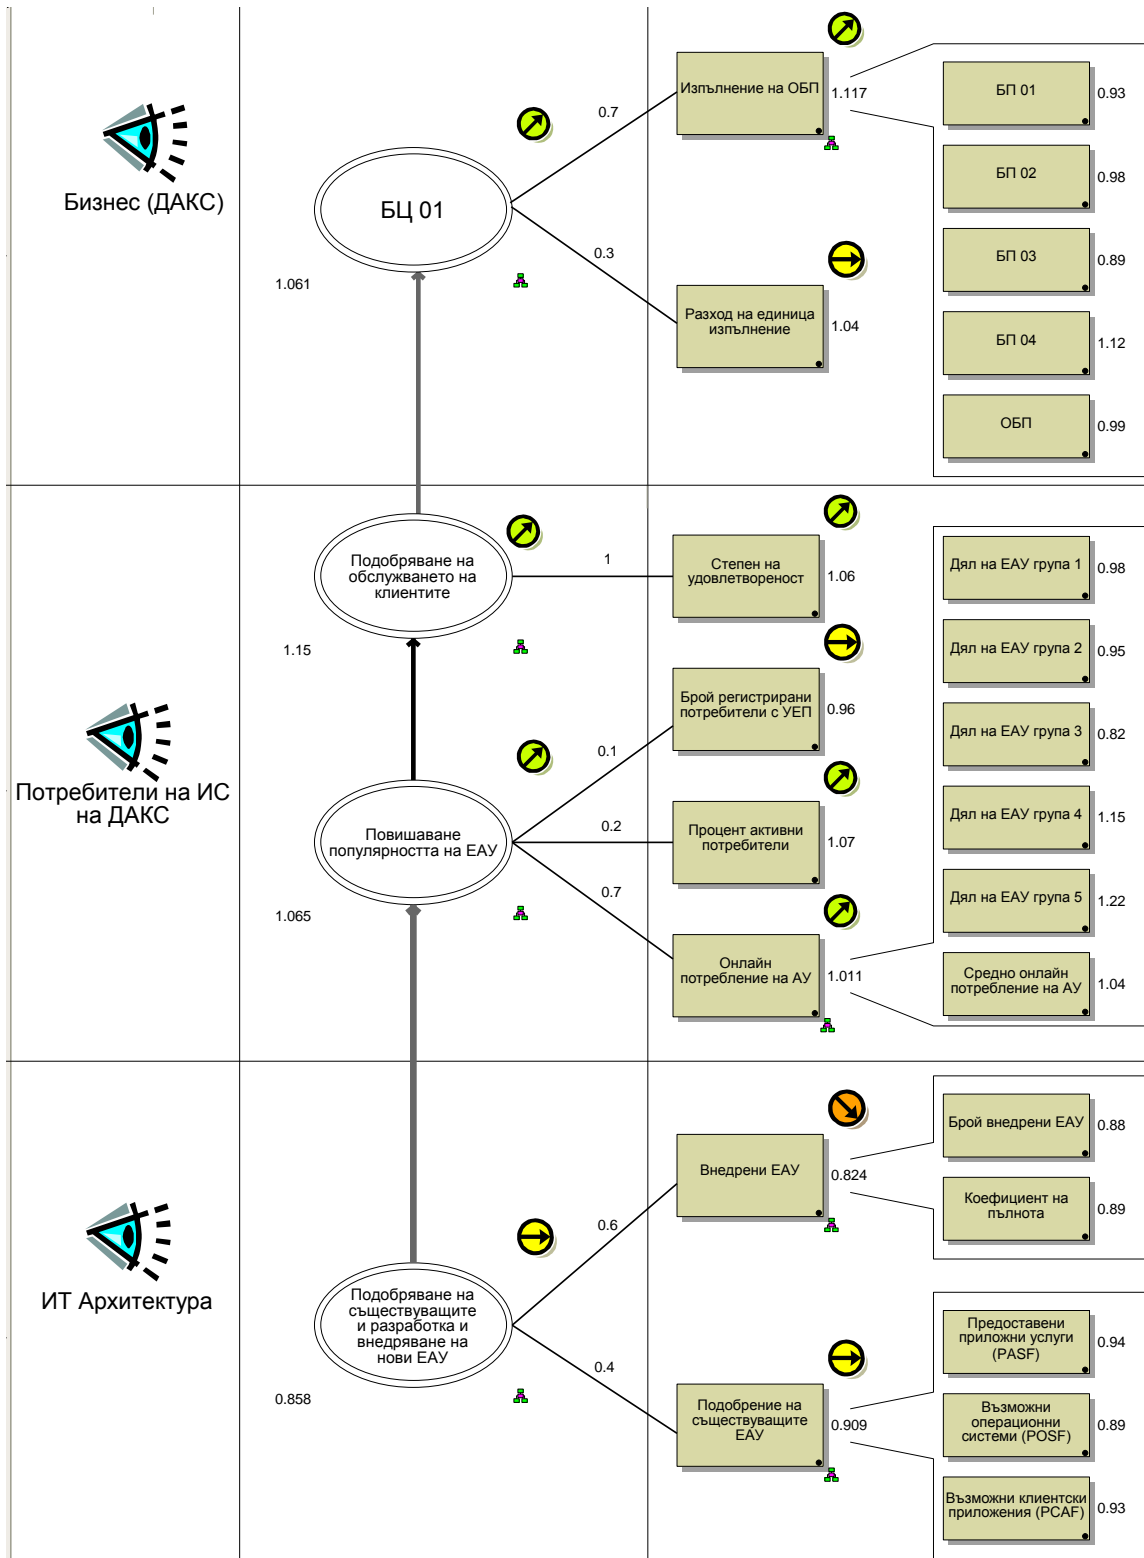 Бизнес (ДАКС)
1.061
БЦ 01
0.7
0.3
Изпълнение на ОБП
1.117
Разход на единица
изпълнение
1.04
БП 01
0.93
БП 02
0.98
БП 03
0.89
БП 04
1.12
ОБП
0.99
Потребители на ИС
на ДАКС
Подобряване на
обслужването на
клиентите
1.15
1
Степен на
удовлетвореност
1.06
Повишаване
популярността на ЕАУ
1.065
0.1
0.2
0.7
Брой регистрирани
потребители с УЕП
0.96
Процент активни
потребители
1.07
Онлайн
потребление на АУ
1.011
Дял на ЕАУ група 1
0.98
Дял на ЕАУ група 2
0.95
Дял на ЕАУ група 3
0.82
Дял на ЕАУ група 4
1.15
Дял на ЕАУ група 5
1.22
Средно онлайн
потребление на АУ
1.04
ИТ Архитектура
Подобряване на
съществуващите
и разработка и
внедряване на
нови ЕАУ
0.858
0.6
0.4
Внедрени ЕАУ
0.824
Подобрение на
съществуващите
ЕАУ
0.909
Брой внедрени ЕАУ
0.88
Коефициент на
пълнота
0.89
Предоставени
приложни услуги
(PASF)
0.94
Възможни
операционни
системи (POSF)
0.89
Възможни клиентски
приложения (PCAF)
0.93